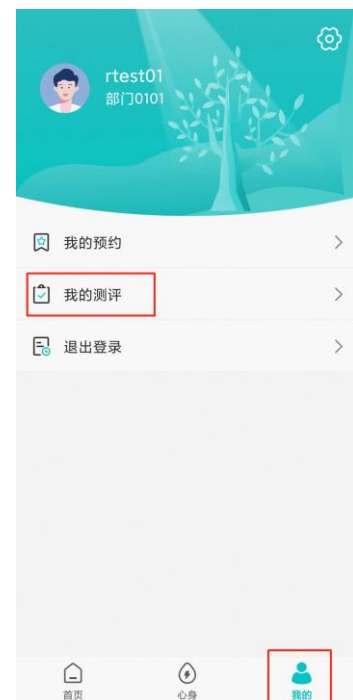 rtest01
部门0101
我的预约
我的测评
退出登录
首页
心身
我的